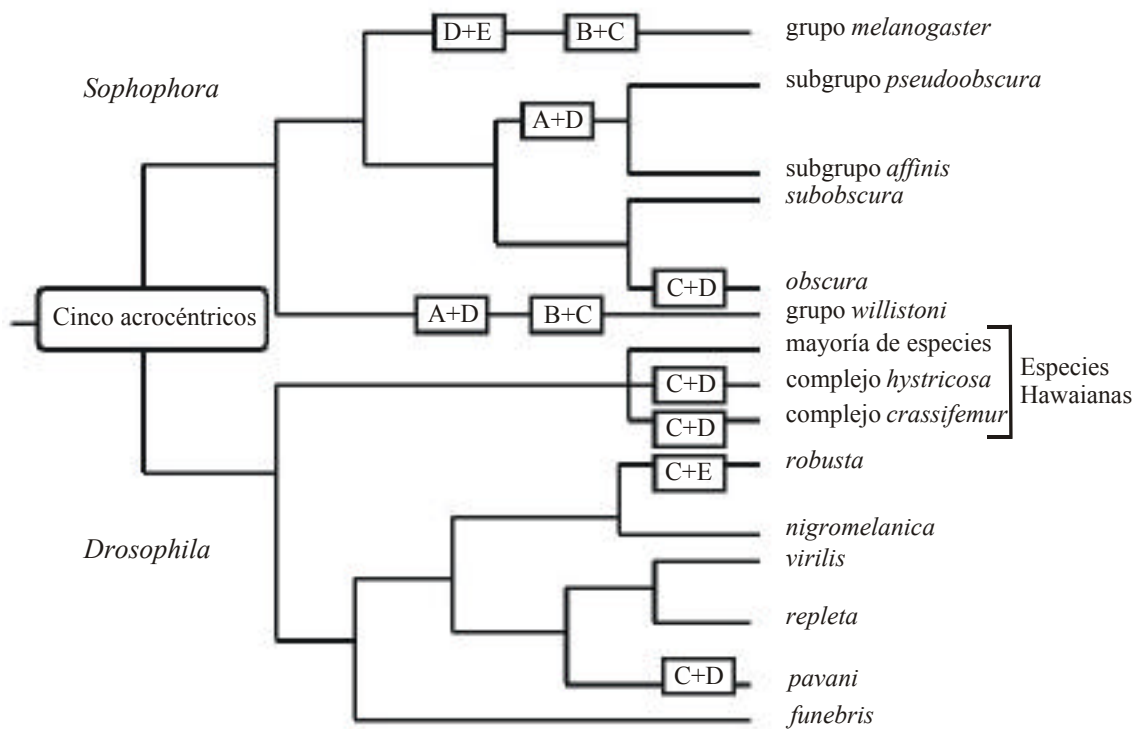 D+E B+C grupo melanogaster
Sophophora
subgrupo pseudoobscura
A+D
subgrupo affinis
subobscura
C+D obscura
Cinco acrocéntricos
A+D B+C grupo willistoni
mayoría de especies
C+D complejo hystricosa
Especies
Hawaianas
C+D complejo crassifemur
C+E robusta
Drosophila
nigromelanica
virilis
repleta
C+D pavani
funebris